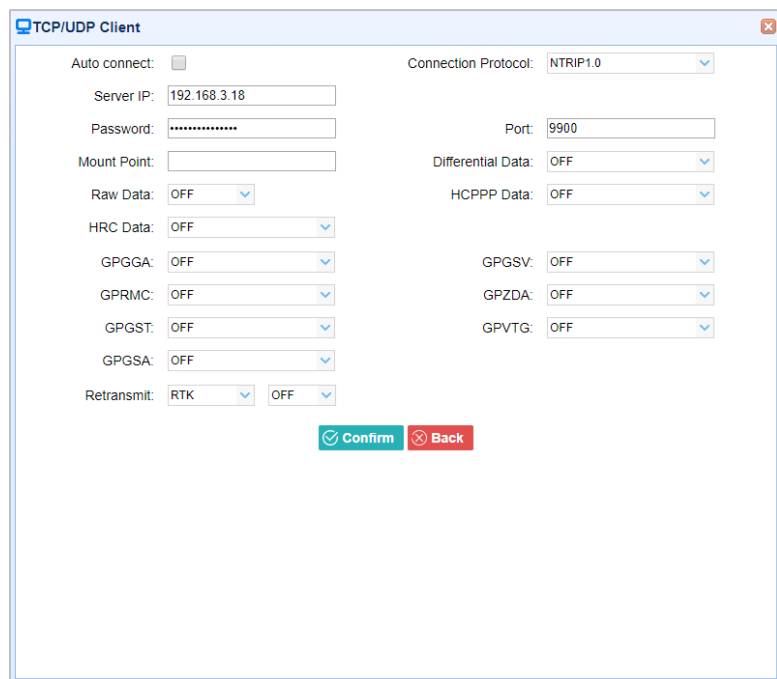 TCP/UDP Client
Auto connect: Connection Protocol: NTRIP1.0
Server IP: 192.168.3.18
Password: ••••••••••••••• Port: 9900
Mount Point: Differential Data: OFF
Raw Data: OFF HCPPP Data: OFF
HRC Data: OFF
GPGGA: OFF GPGSV: OFF
GPRMC: OFF GPZDA: OFF
GPGST: OFF GPVTG: OFF
GPGSA: OFF
Retransmit: RTK OFF
Confirm Back